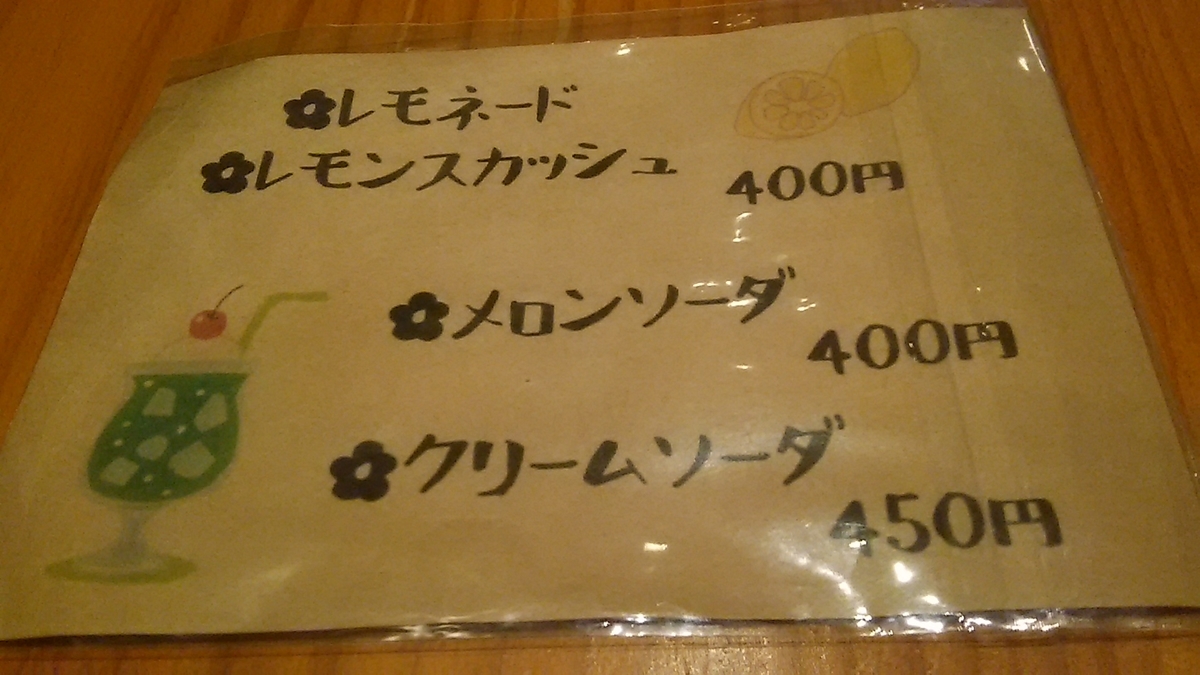 レモネード
レモンスカッシュ 400円
メロンソーダ
400円
クリームソーダ
450円